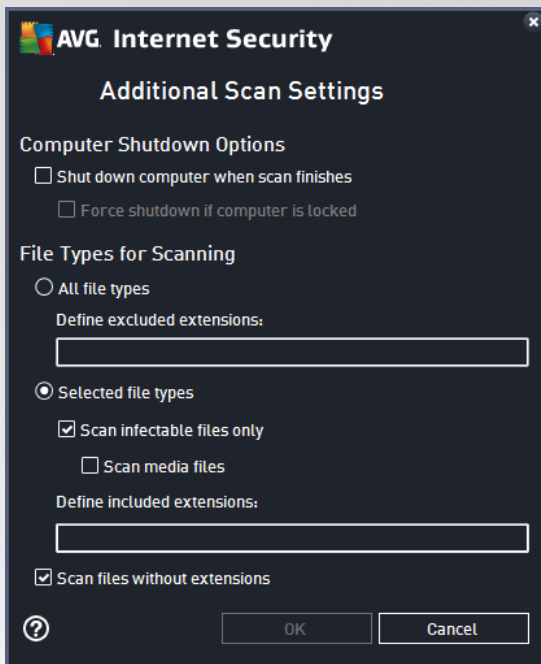 AVG. Internet Security
Additional Scan Settings
Computer Shutdown Options
Shut down computer when scan finishes
Force shutdown if computer is locked
File Types for Scanning
All file types
Define excluded extensions:
Selected file types
Scan infectable files only
Scan media files
Define included extensions:
Scan files without extensions
? OK Cancel